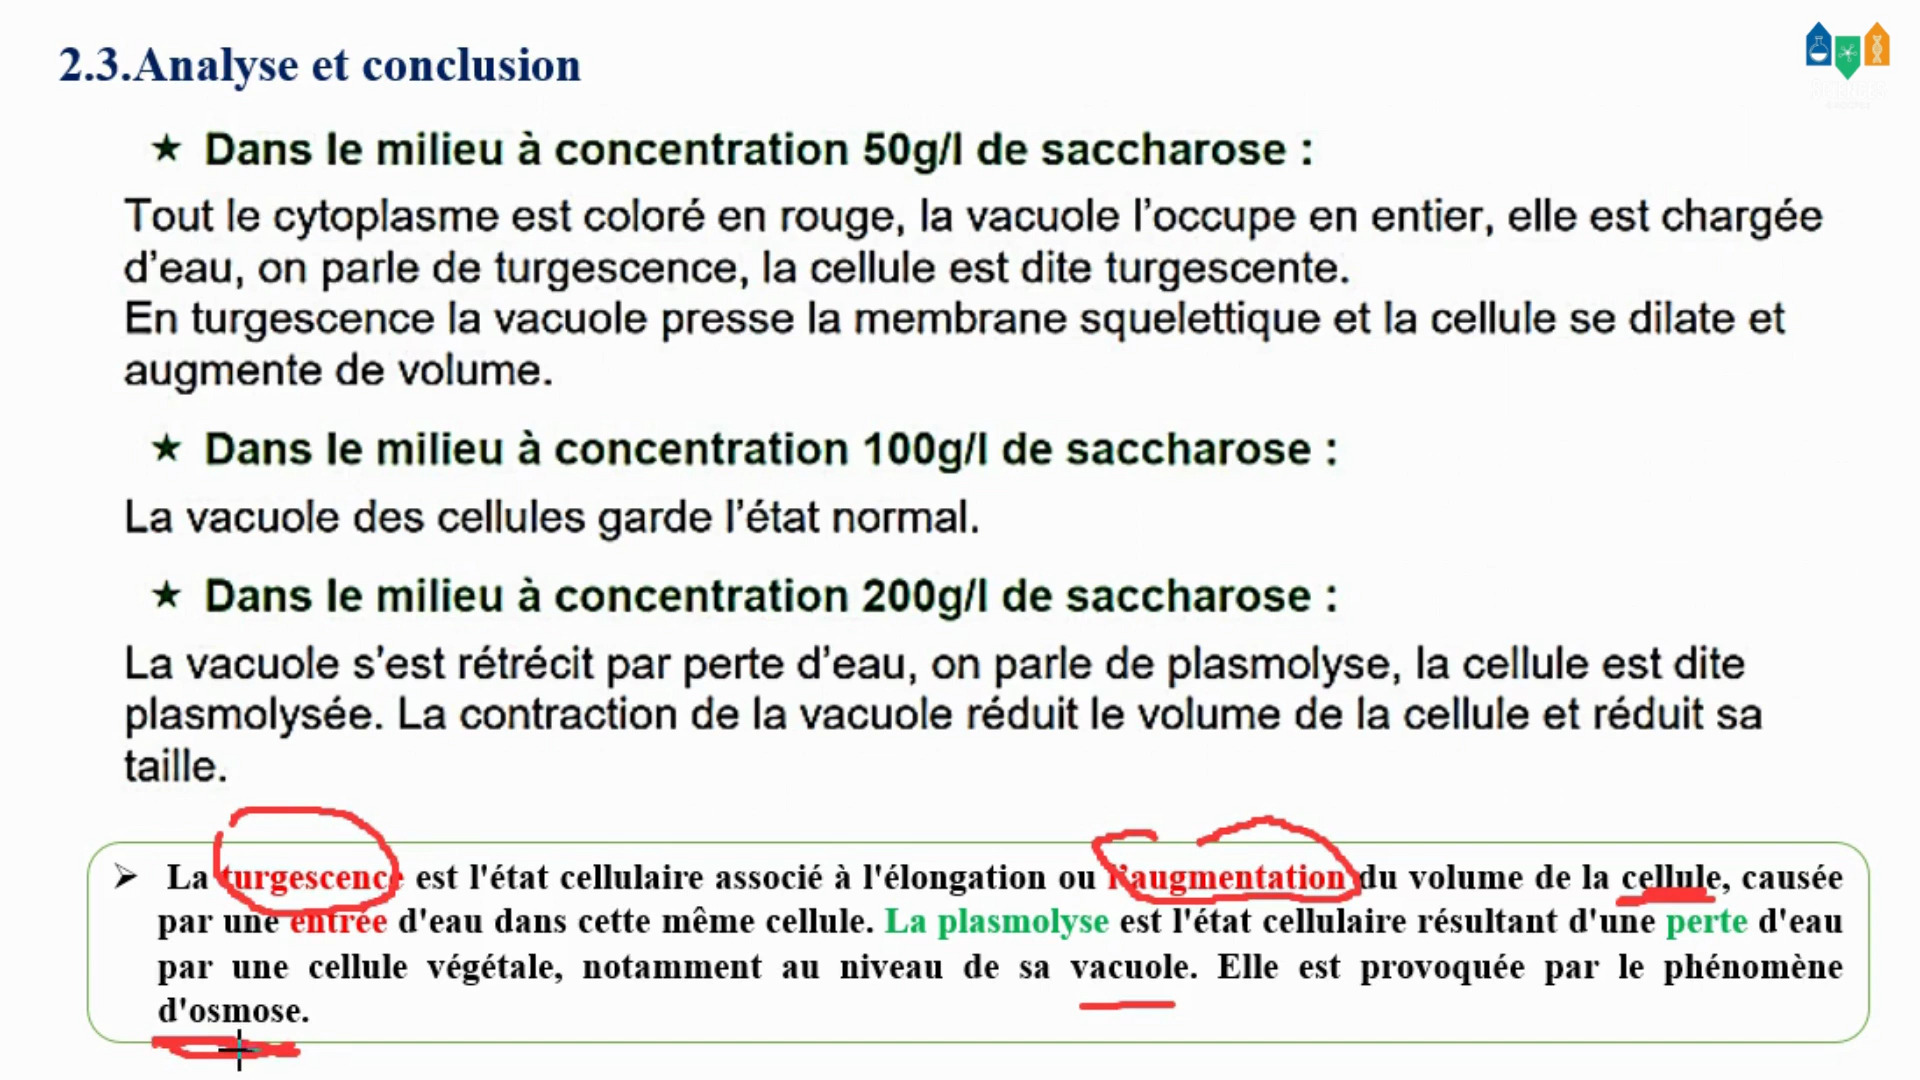 2.3.Analyse et conclusion
★ Dans le milieu à concentration 50g/l de saccharose :
Tout le cytoplasme est coloré en rouge, la vacuole l'occupe en entier, elle est chargée
d'eau, on parle de turgescence, la cellule est dite turgescente.
En turgescence la vacuole presse la membrane squelettique et la cellule se dilate et
augmente de volume.
★ Dans le milieu à concentration 100g/l de saccharose :
La vacuole des cellules garde l'état normal.
★ Dans le milieu à concentration 200g/l de saccharose :
La vacuole s'est rétrécit par perte d'eau, on parle de plasmolyse, la cellule est dite
plasmolysée. La contraction de la vacuole réduit le volume de la cellule et réduit sa
taille.
➢ La turgescence est l'état cellulaire associé à l'élongation ou l'augmentation du volume de la cellule, causée
par une entrée d'eau dans cette même cellule. La plasmolyse est l'état cellulaire résultant d'une perte d'eau
par une cellule végétale, notamment au niveau de sa vacuole. Elle est provoquée par le phénomène
d'osmose.